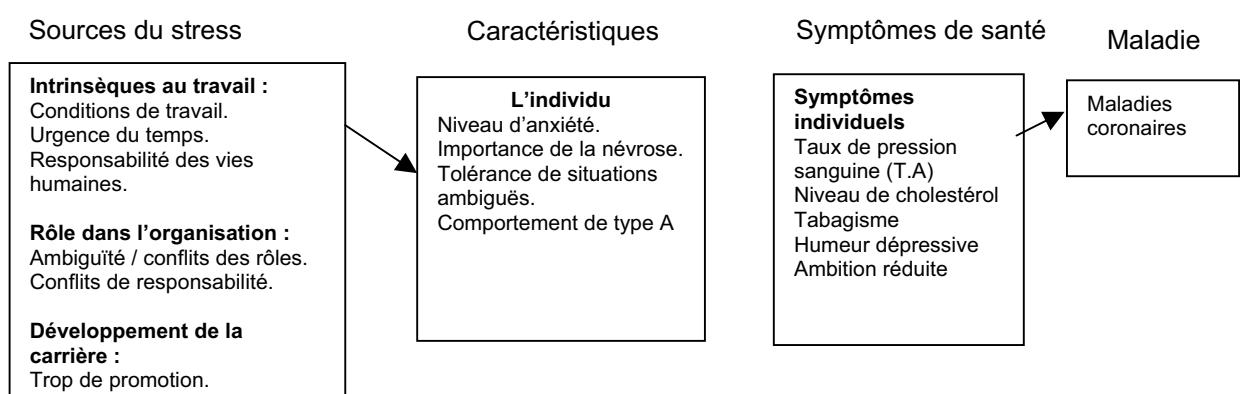 Sources du stress
Caractéristiques
Symptômes de santé
Maladie
Intrinsèques au travail :
Conditions de travail.
Urgence du temps.
Responsabilité des vies
humaines.
Rôle dans l’organisation :
Ambiguïté / conflits des rôles.
Conflits de responsabilité.
Développement de la
carrière :
Trop de promotion.
L’individu
Niveau d’anxiété.
Importance de la névrose.
Tolérance de situations
ambiguës.
Comportement de type A
Symptômes
individuels
Taux de pression
sanguine (T.A)
Niveau de cholestérol
Tabagisme
Humeur dépressive
Ambition réduite
Maladies
coronaires